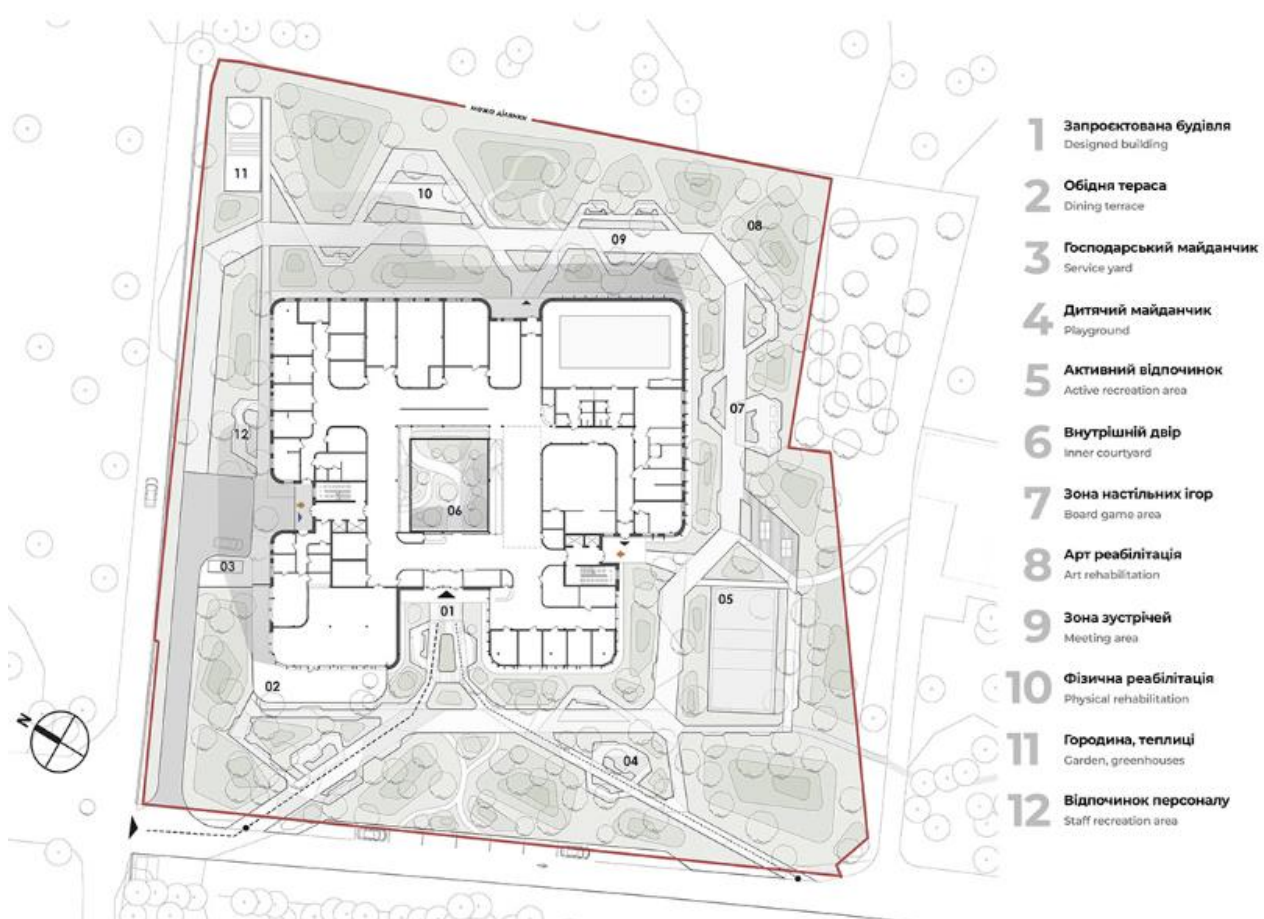 межа ділянки
11
10
09
08
07
12
06
03
01
05
02
04
N
1 Запроєктована будівля
Designed building
2 Обідня тераса
Dining terrace
3 Господарський майданчик
Service yard
4 Дитячий майданчик
Playground
5 Активний відпочинок
Active recreation area
6 Внутрішній двір
Inner courtyard
7 Зона настільних ігор
Board game area
8 Арт реабілітація
Art rehabilitation
9 Зона зустрічей
Meeting area
10 Фізична реабілітація
Physical rehabilitation
11 Городина, теплиці
Garden, greenhouses
12 Відпочинок персоналу
Staff recreation area